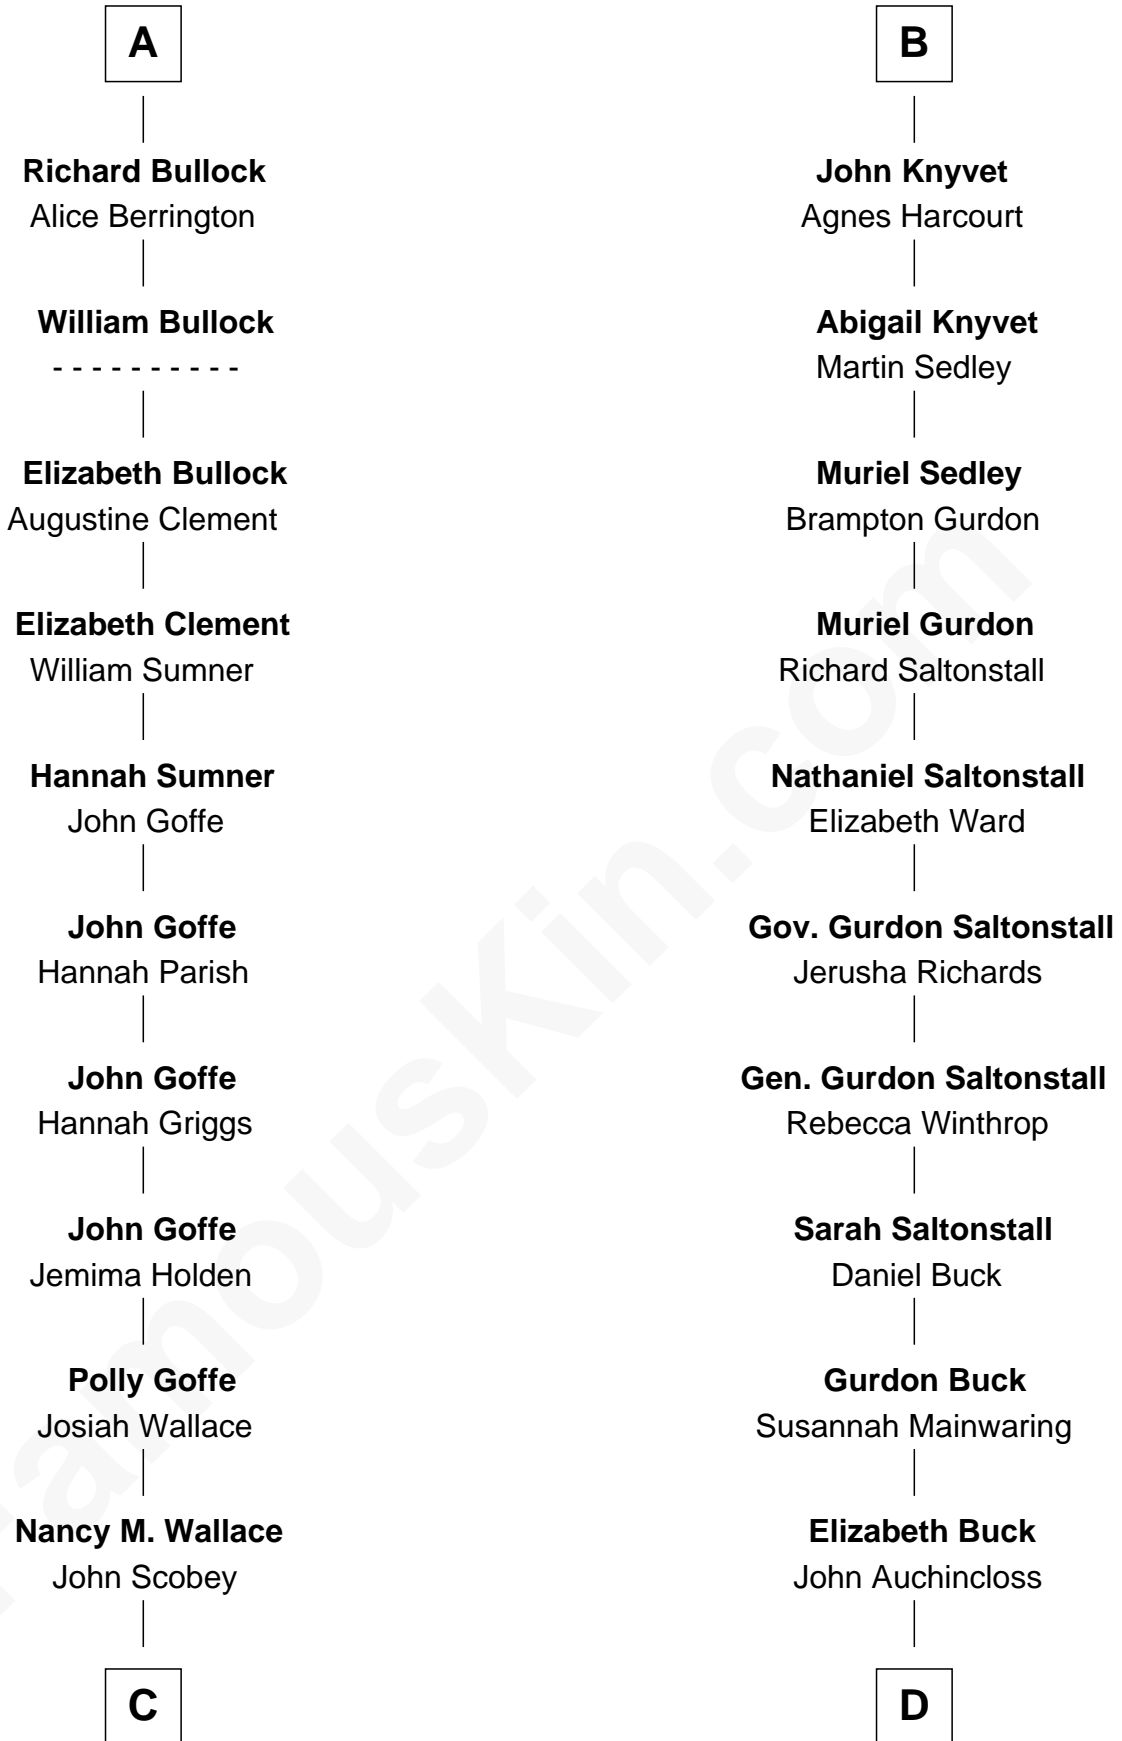 A
Richard Bullock
Alice Berrington
William Bullock
- - - - - - - - - -
Elizabeth Bullock
Augustine Clement
Elizabeth Clement
William Sumner
Hannah Sumner
John Goffe
John Goffe
Hannah Parish
John Goffe
Hannah Griggs
John Goffe
Jemima Holden
Polly Goffe
Josiah Wallace
Nancy M. Wallace
John Scobey
C
B
John Knyvet
Agnes Harcourt
Abigail Knyvet
Martin Sedley
Muriel Sedley
Brampton Gurdon
Muriel Gurdon
Richard Saltonstall
Nathaniel Saltonstall
Elizabeth Ward
Gov. Gurdon Saltonstall
Jerusha Richards
Gen. Gurdon Saltonstall
Rebecca Winthrop
Sarah Saltonstall
Daniel Buck
Gurdon Buck
Susannah Mainwaring
Elizabeth Buck
John Auchincloss
D
FamousKin.com